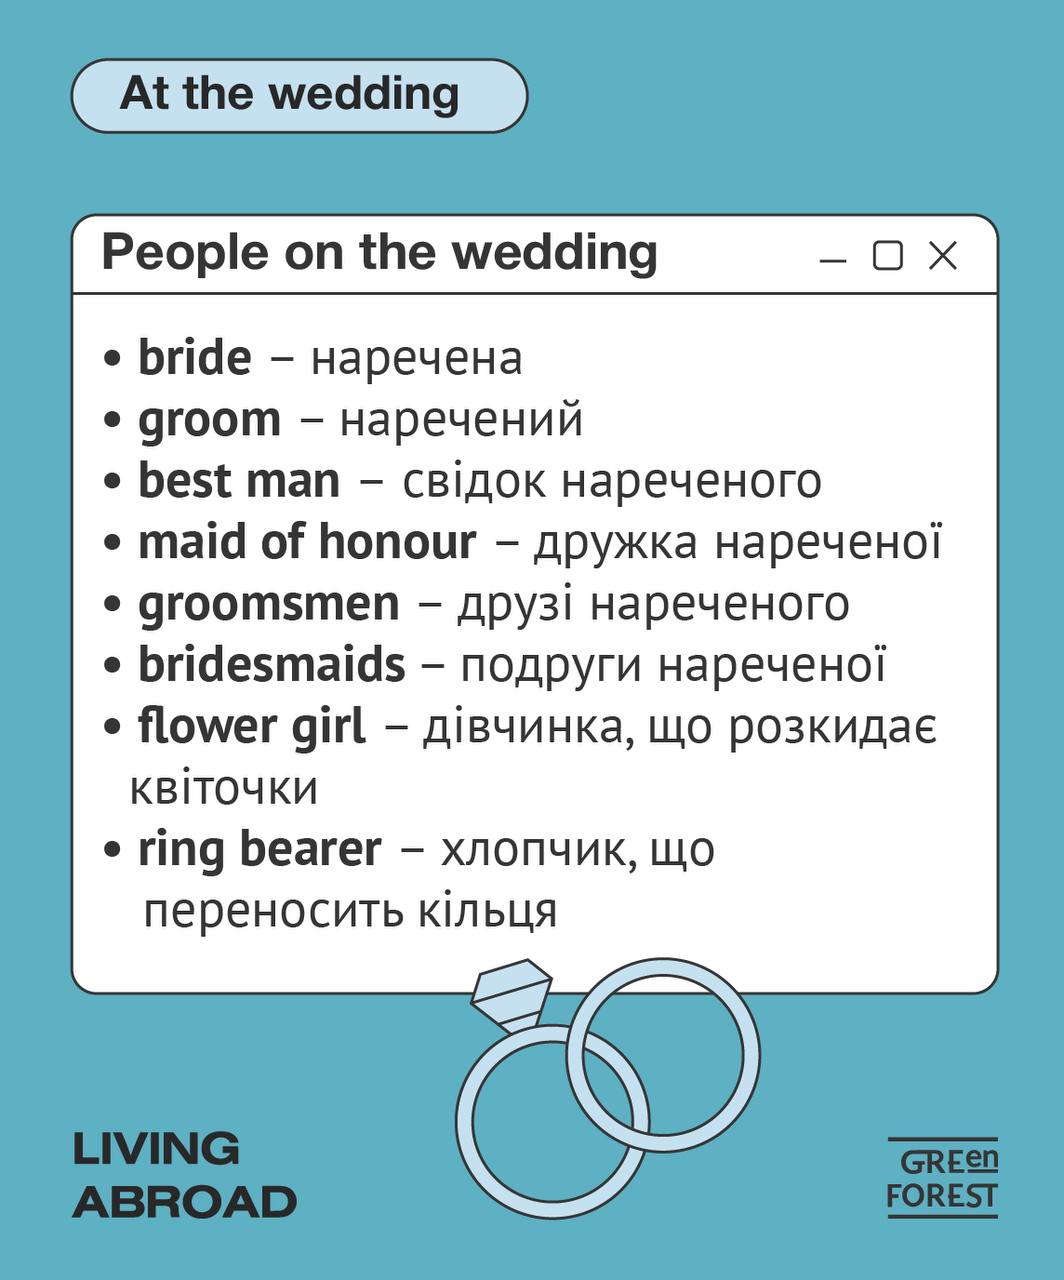 At the wedding
People on the wedding
• bride – наречена
• groom – наречений
• best man – свідок нареченого
• maid of honour – дружка нареченої
• groomsmen – друзі нареченого
• bridesmaids – подруги нареченої
• flower girl – дівчинка, що розкидає
квіточки
• ring bearer – хлопчик, що
переносить кільця
LIVING
ABROAD
GREen
FOREST